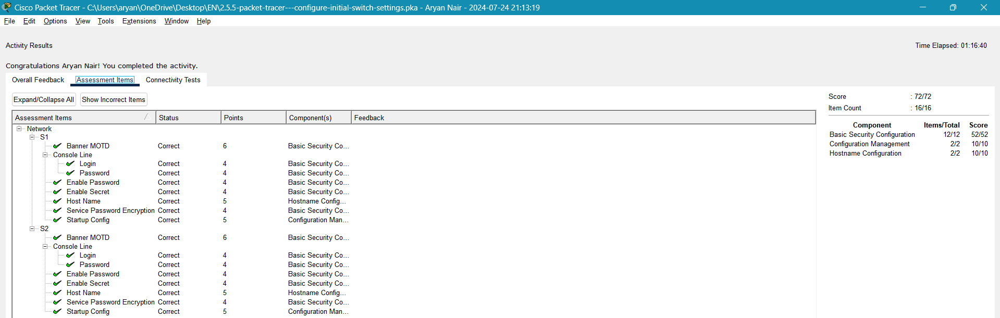 Cisco Packet Tracer - C:\Users\aryan\OneDrive\Desktop\EN\2.5.5-packet-tracer---configure-initial-switch-settings.pka - Aryan Nair - 2024-07-24 21:13:19
File Edit Options View Tools Extensions Window Help
Activity Results Time Elapsed: 01:16:40
Congratulations Aryan Nair! You completed the activity.
Overall Feedback Assessment Items Connectivity Tests
Expand/Collapse All Show Incorrect Items
Assessment Items Status Points Component(s) Feedback
Network
S1
Banner MOTD Correct 6 Basic Security Co...
Console Line
Login Correct 4 Basic Security Co...
Password Correct 4 Basic Security Co...
Enable Password Correct 4 Basic Security Co...
Enable Secret Correct 4 Basic Security Co...
Host Name Correct 5 Hostname Config...
Service Password Encryption Correct 4 Basic Security Co...
Startup Config Correct 5 Configuration Man...
S2
Banner MOTD Correct 6 Basic Security Co...
Console Line
Login Correct 4 Basic Security Co...
Password Correct 4 Basic Security Co...
Enable Password Correct 4 Basic Security Co...
Enable Secret Correct 4 Basic Security Co...
Host Name Correct 5 Hostname Config...
Service Password Encryption Correct 4 Basic Security Co...
Startup Config Correct 5 Configuration Man...
Score : 72/72
Item Count : 16/16
Component Items/Total Score
Basic Security Configuration 12/12 52/52
Configuration Management 2/2 10/10
Hostname Configuration 2/2 10/10